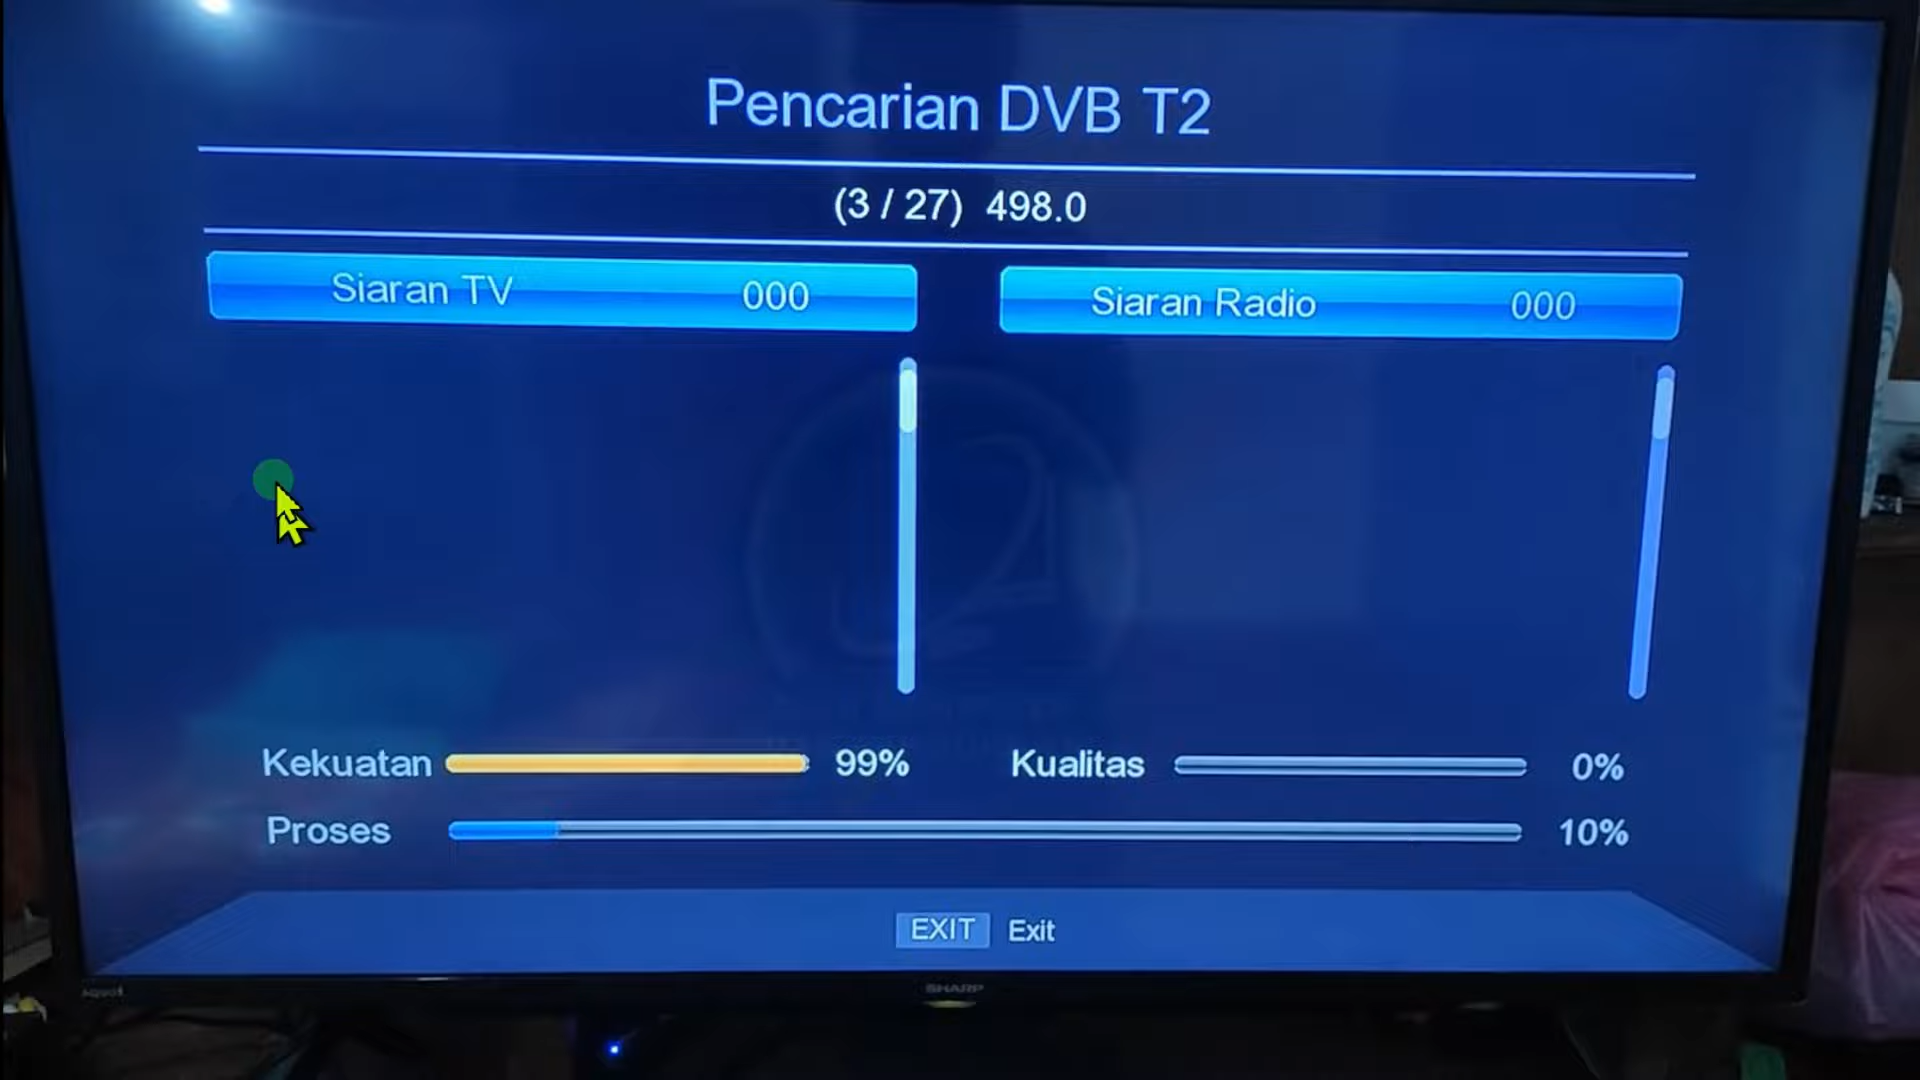 Pencarian DVB T2
(3 / 27) 498.0
Siaran TV 000
Siaran Radio 000
Kekuatan 99%
Kualitas 0%
Proses 10%
EXIT Exit
SHARP